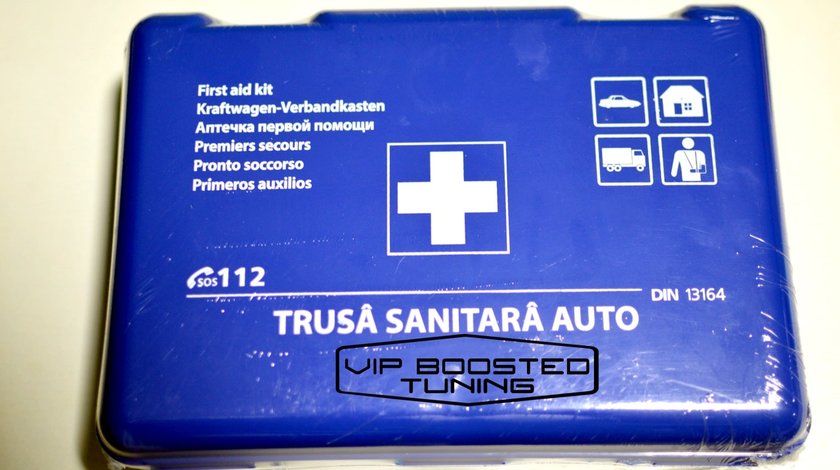 First aid kit
Kraftwagen-Verbandkasten
Аптечка первой помощи
Premiers secours
Pronto soccorso
Primeros auxilios
SOS 112
DIN 13164
TRUSÂ SANITARÂ AUTO
VIP BOOSTED
TUNING